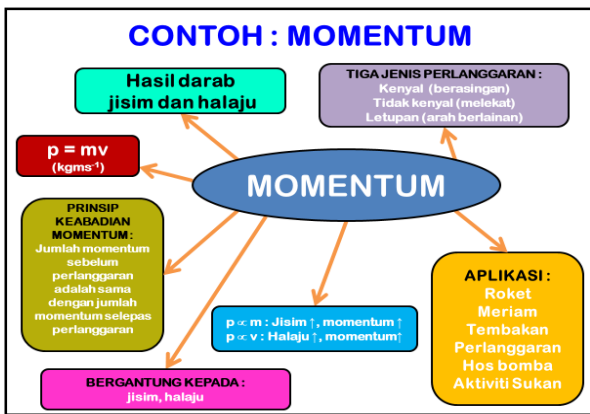 CONTOH : MOMENTUM
Hasil darab
jisim dan halaju
TIGA JENIS PERLANGGARAN :
Kenyal (berasingan)
Tidak kenyal (melekat)
Letupan (arah berlainan)
p = mv
(kgms⁻¹)
MOMENTUM
PRINSIP
KEABADIAN
MOMENTUM :
Jumlah momentum
sebelum
perlanggaran
adalah sama
dengan jumlah
momentum selepas
perlanggaran
p ∝ m : Jisim ↑, momentum ↑
p ∝ v : Halaju ↑, momentum↑
APLIKASI :
Roket
Meriam
Tembakan
Perlanggaran
Hos bomba
Aktiviti Sukan
BERGANTUNG KEPADA :
jisim, halaju